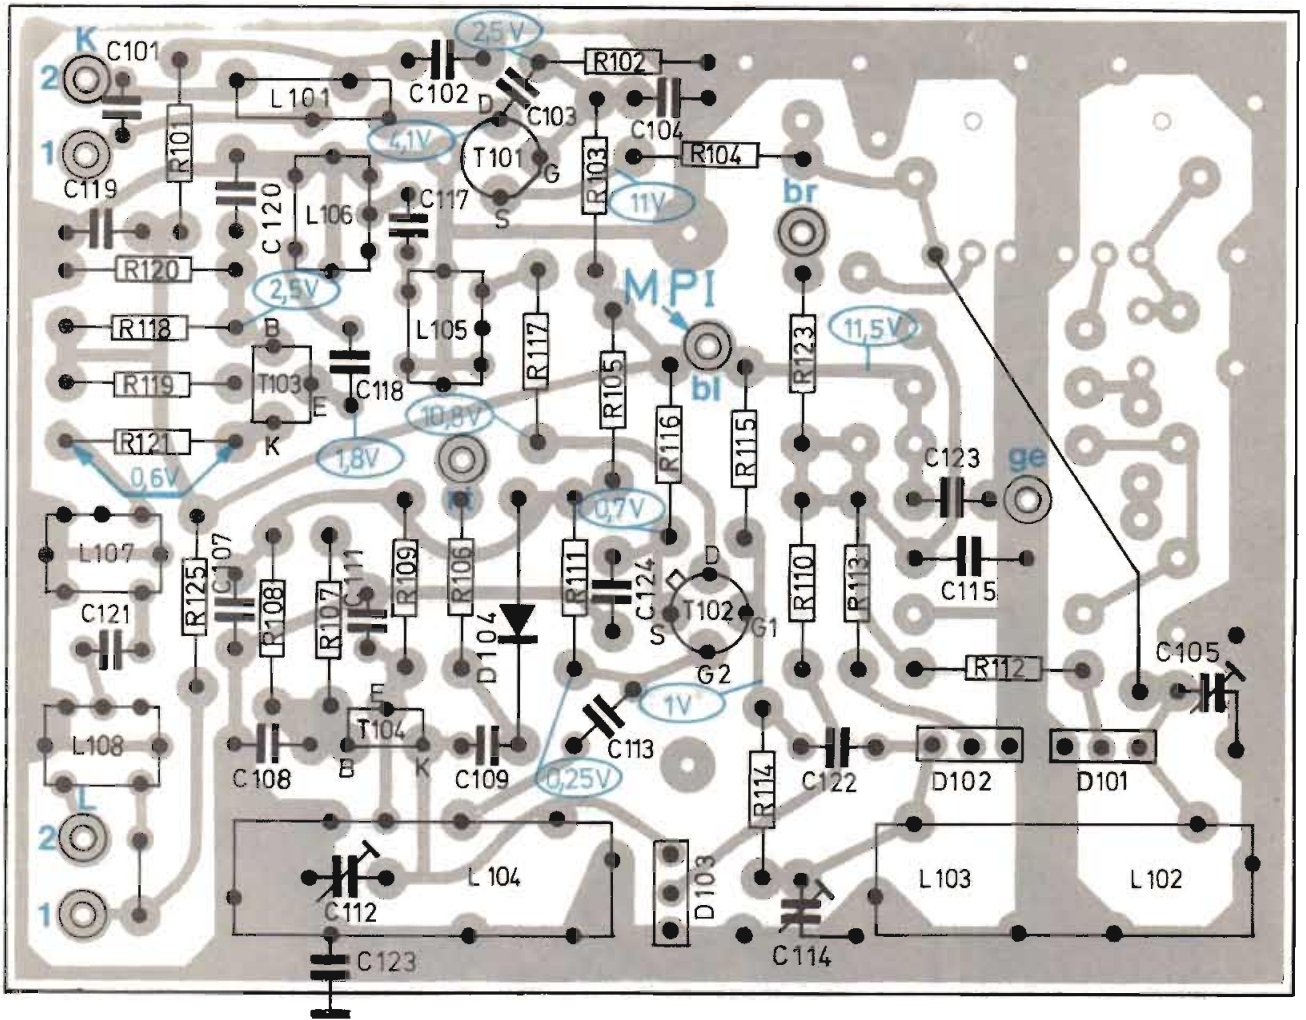 K
C101
2
L101
C102
2,5V
R102
D
C103
C104
4,1V
R101
1
T101
G
R103
R104
C119
C120
L106
C117
S
11V
br
R120
2,5V
MPI
R118
B
L105
R117
11,5V
R123
R119
T103
E
C118
R105
bl
R121
K
10,8V
R116
R115
0,6V
1,8V
C123
ge
0,7V
L107
C107
C111
R109
R106
R111
C124
D
R110
R113
C115
R125
R108
R107
D104
T102
S
G1
G2
C121
R112
C105
L108
E
T104
1V
C108
B
K
C109
C113
0,25V
R114
C122
D102
D101
L
2
L104
D103
L103
L102
1
C112
C114
C123